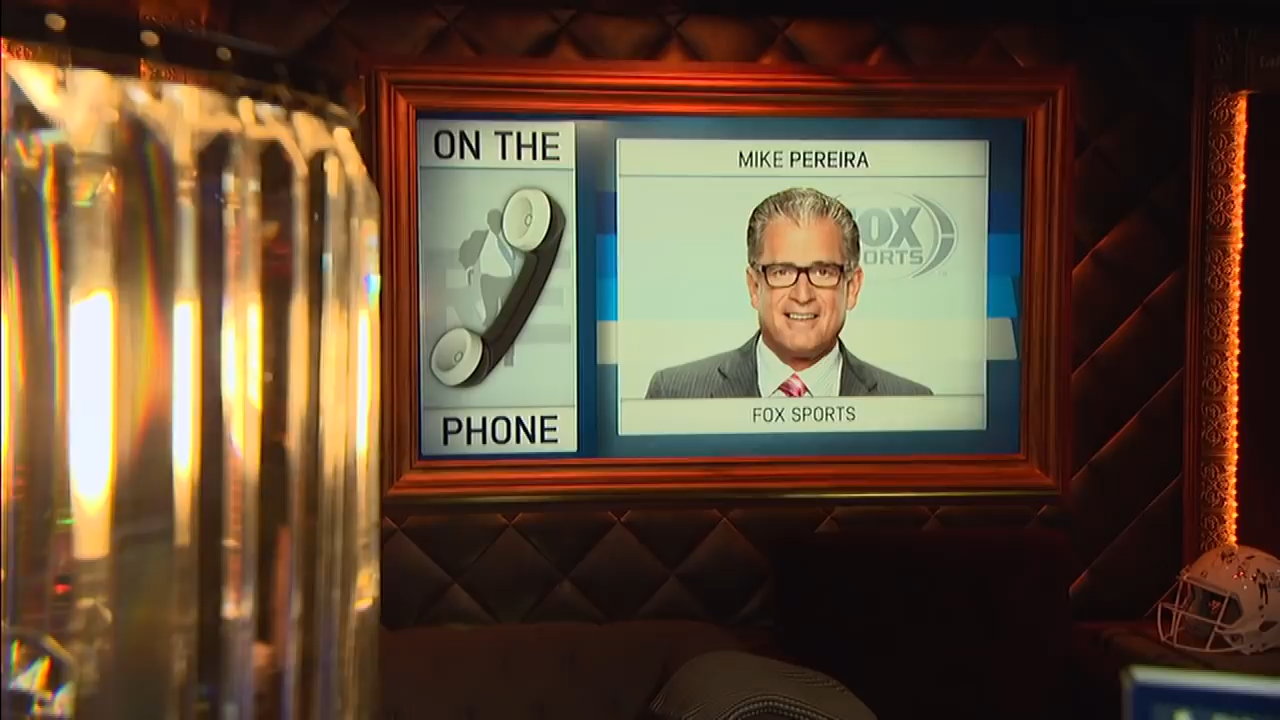 ON THE
PHONE
MIKE PEREIRA
FOX
SPORTS
FOX SPORTS